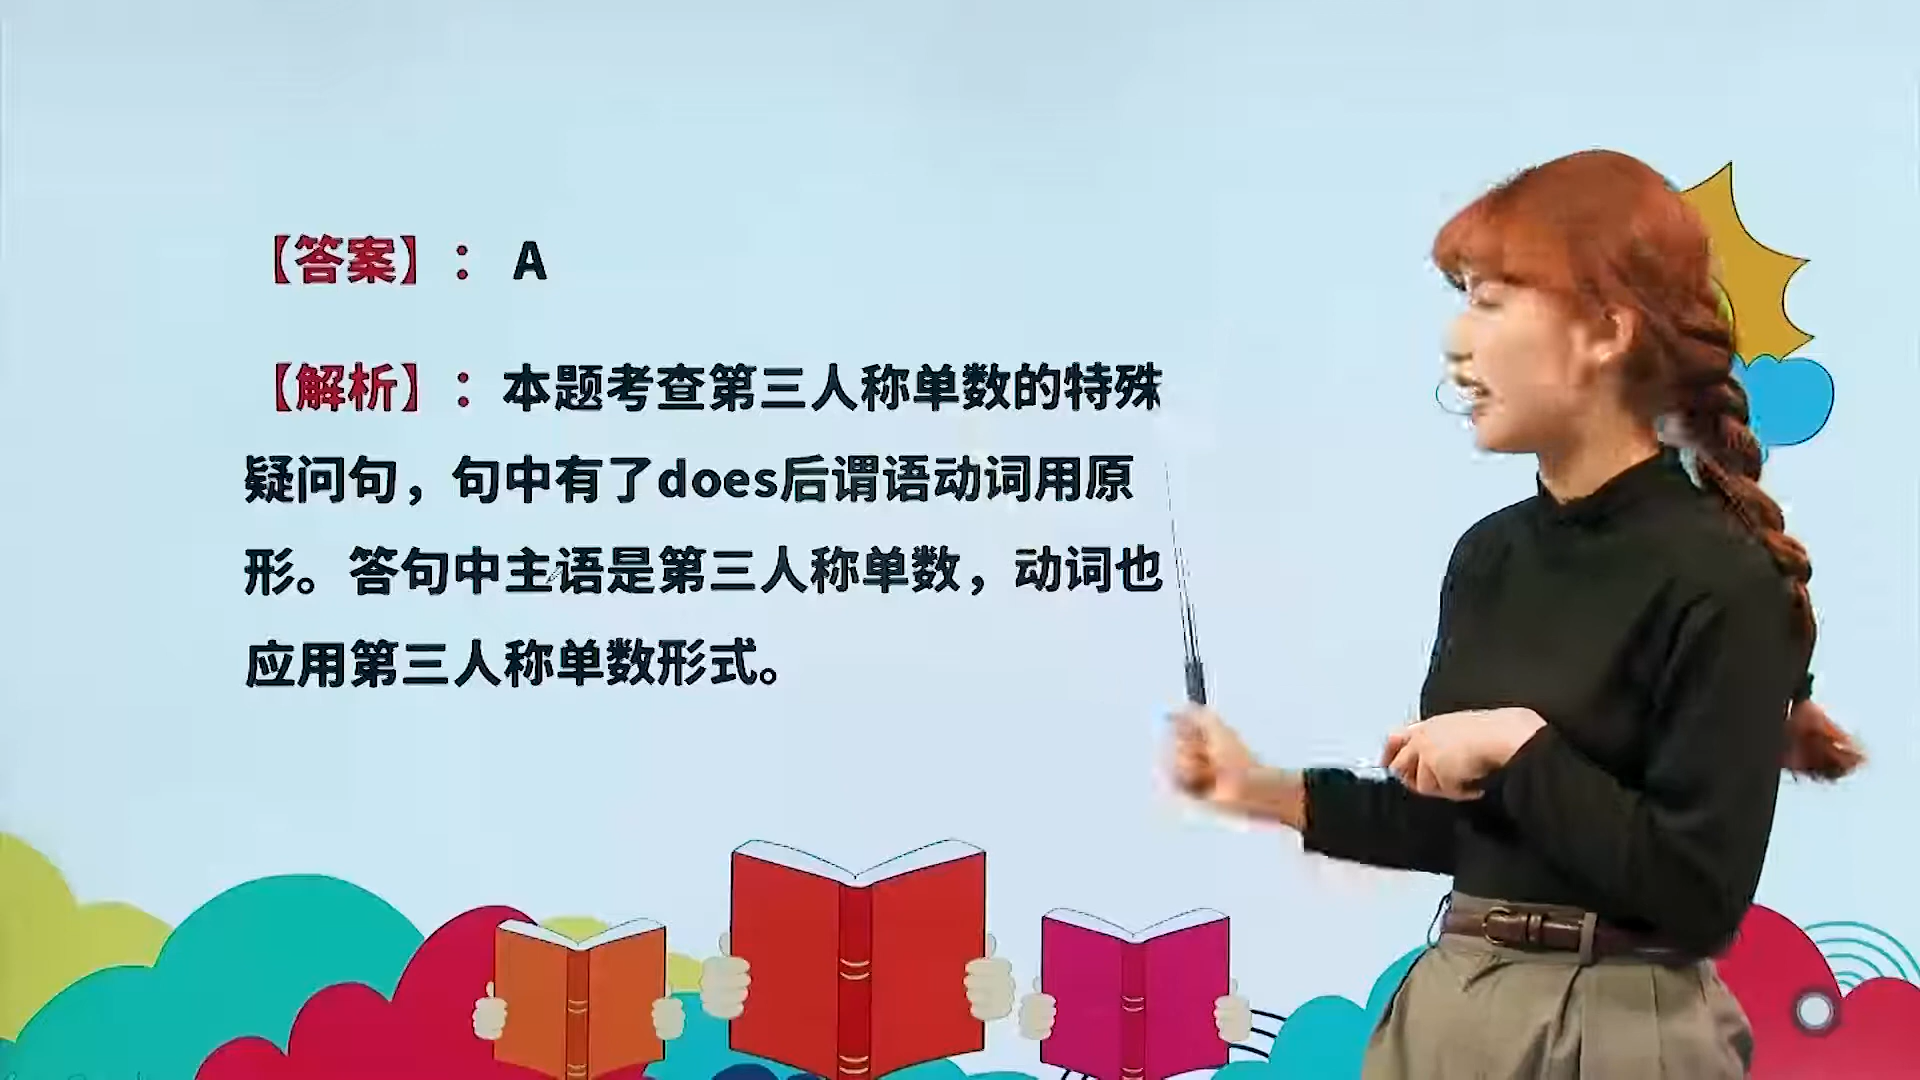 【答案】：A
【解析】：本题考查第三人称单数的特殊
疑问句，句中有了does后谓语动词用原
形。答句中主语是第三人称单数，动词也
应用第三人称单数形式。